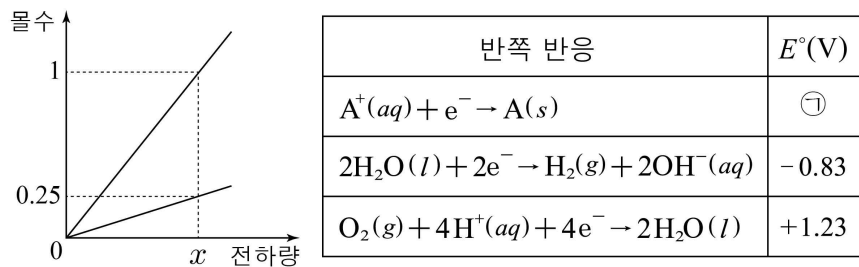 몰수
1
0.25
0
x
전하량
반쪽 반응 E°(V)
A⁺(aq)+e⁻→A(s) ㉠
2H₂O(l)+2e⁻→H₂(g)+2OH⁻(aq) -0.83
O₂(g)+4H⁺(aq)+4e⁻→2H₂O(l) +1.23